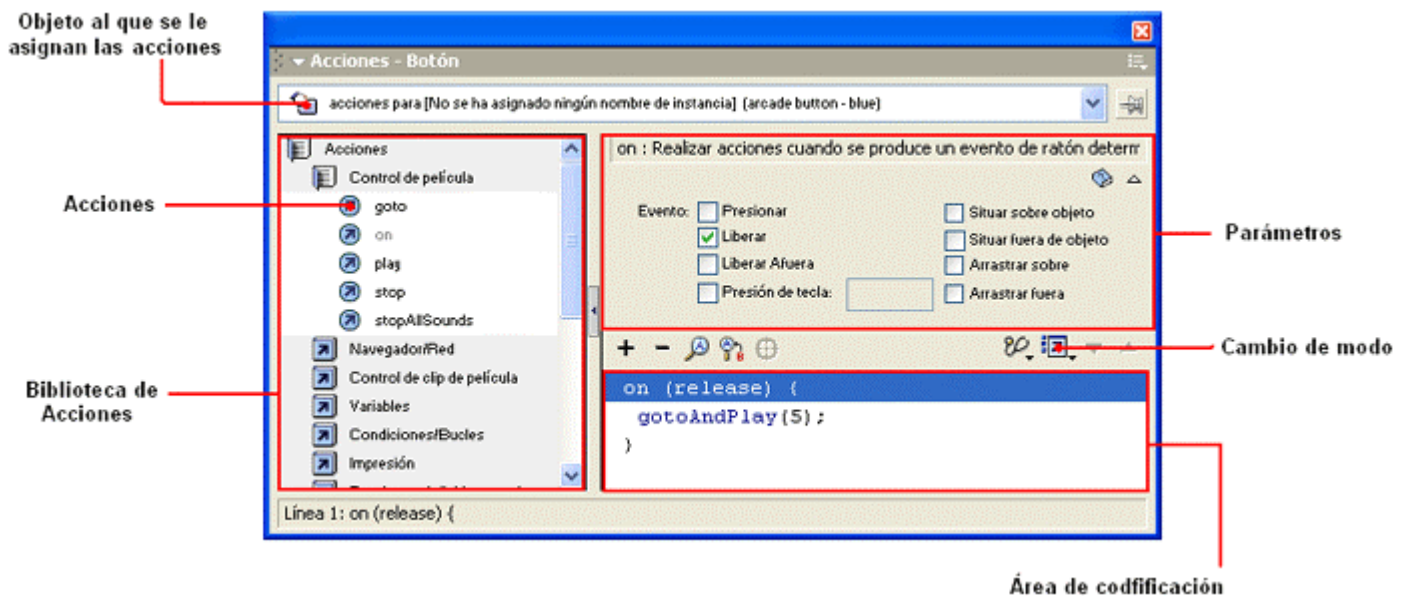 Objeto al que se le
asignan las acciones
Acciones - Botón
acciones para [No se ha asignado ningún nombre de instancia] (arcade button - blue)
Acciones
Biblioteca de
Acciones
Acciones
Control de película
goto
on
play
stop
stopAllSounds
Navegador/Red
Control de clip de película
Variables
Condiciones/Bucles
Impresión
on : Realizar acciones cuando se produce un evento de ratón determ
Evento:
Presionar
Liberar
Liberar Afuera
Presión de tecla:
Situar sobre objeto
Situar fuera de objeto
Arrastrar sobre
Arrastrar fuera
Parámetros
Cambio de modo
on (release) {
gotoAndPlay(5);
}
Línea 1: on (release) {
Área de codfificación